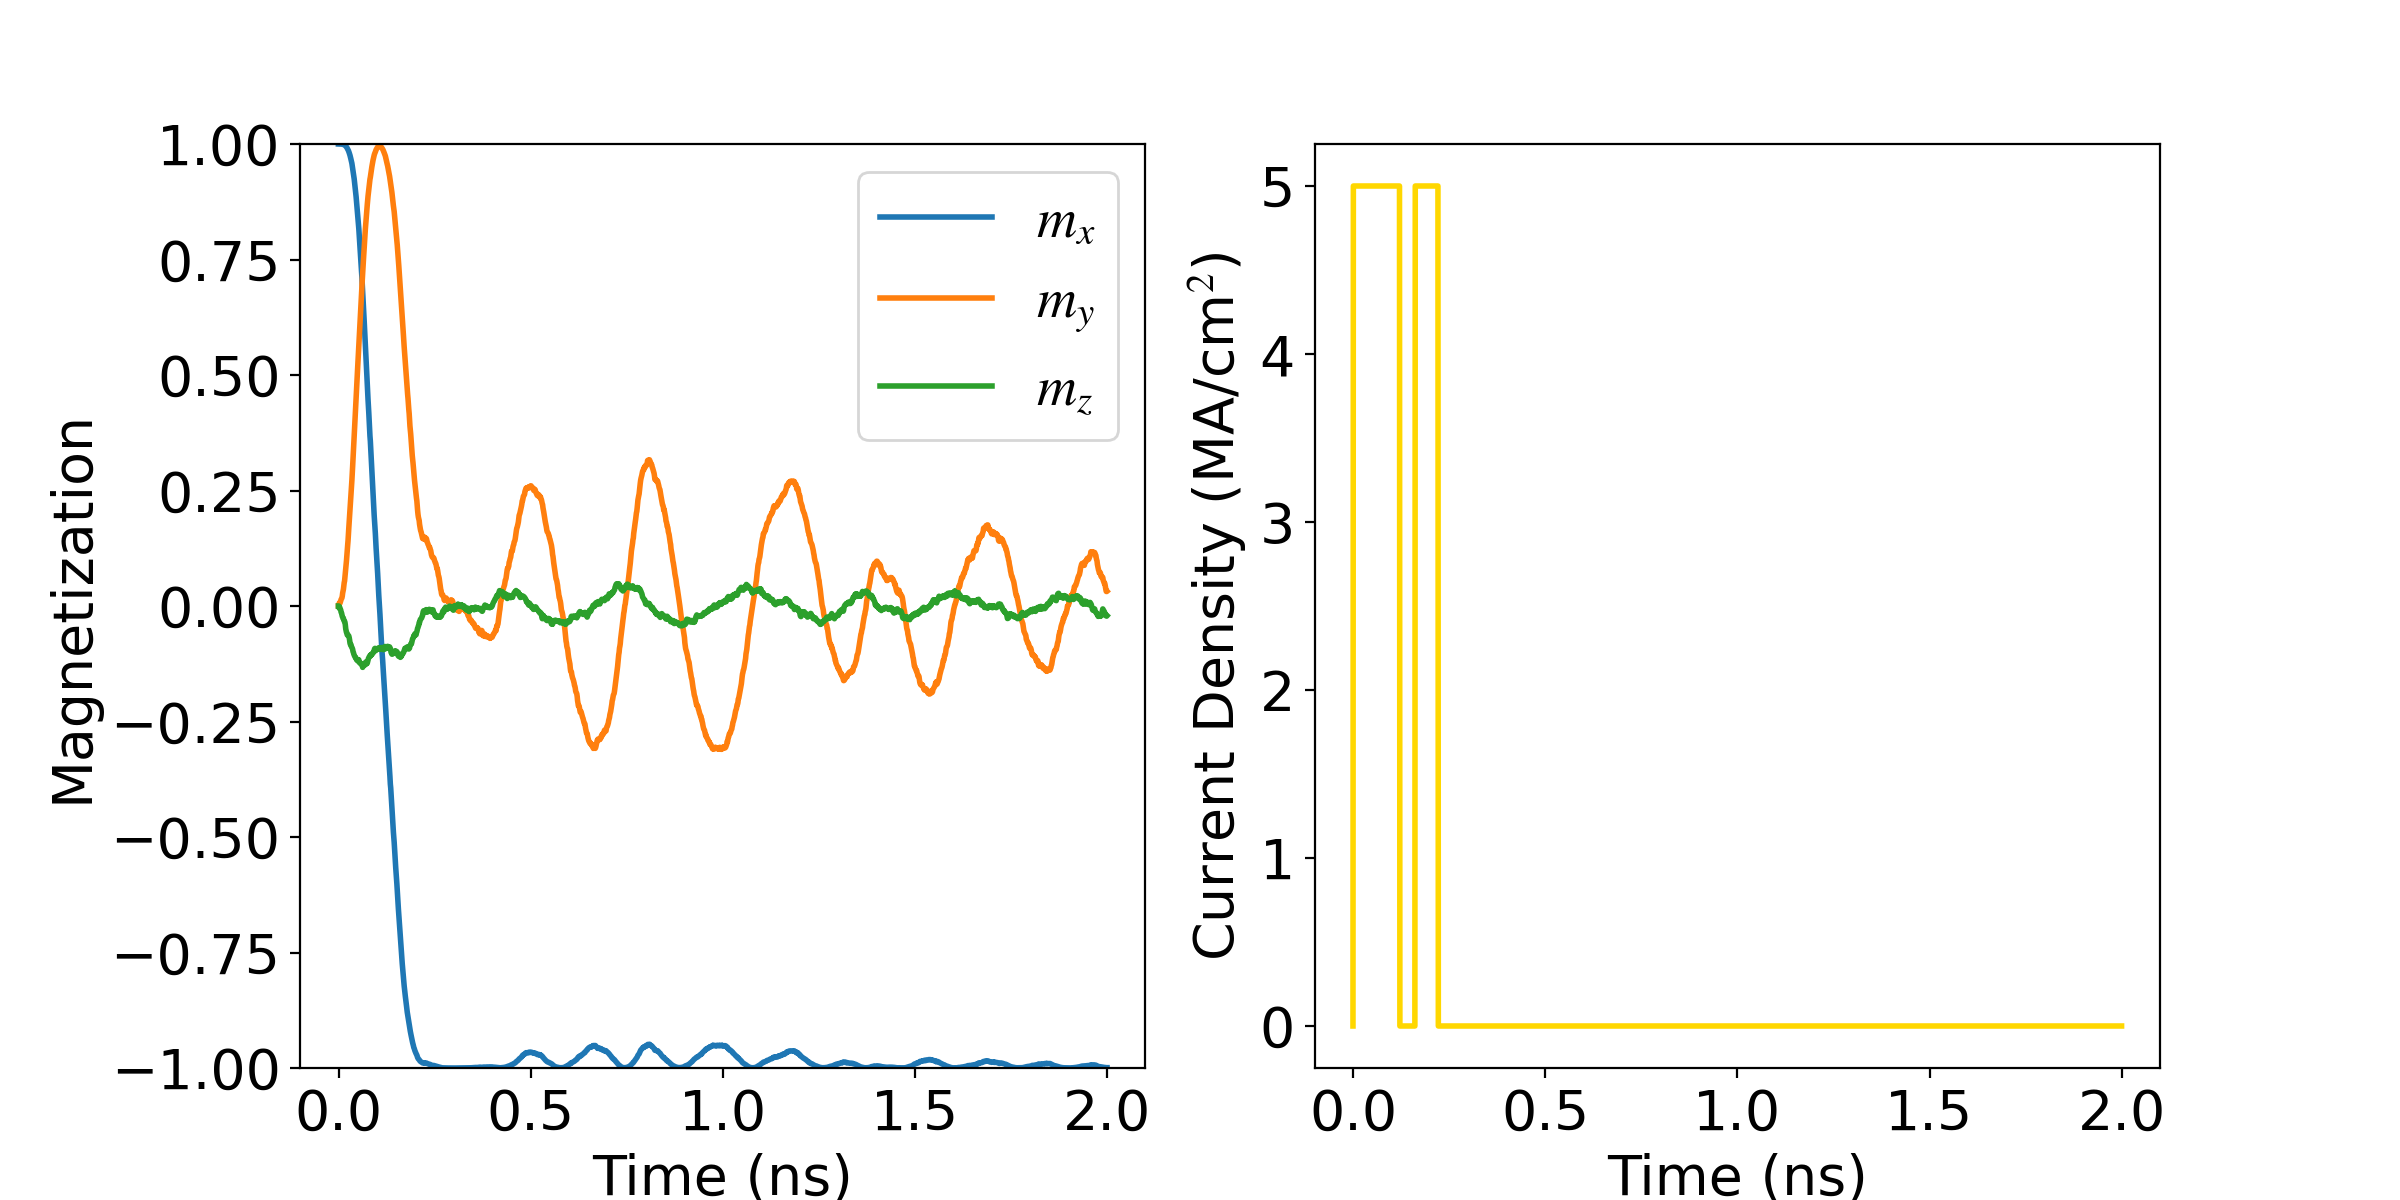 1.00
0.75
0.50
0.25
0.00
−0.25
−0.50
−0.75
−1.00
Magnetization
0.0 0.5 1.0 1.5 2.0
Time (ns)
m_x
m_y
m_z
5
4
3
2
1
0
Current Density (MA/cm²)
0.0 0.5 1.0 1.5 2.0
Time (ns)